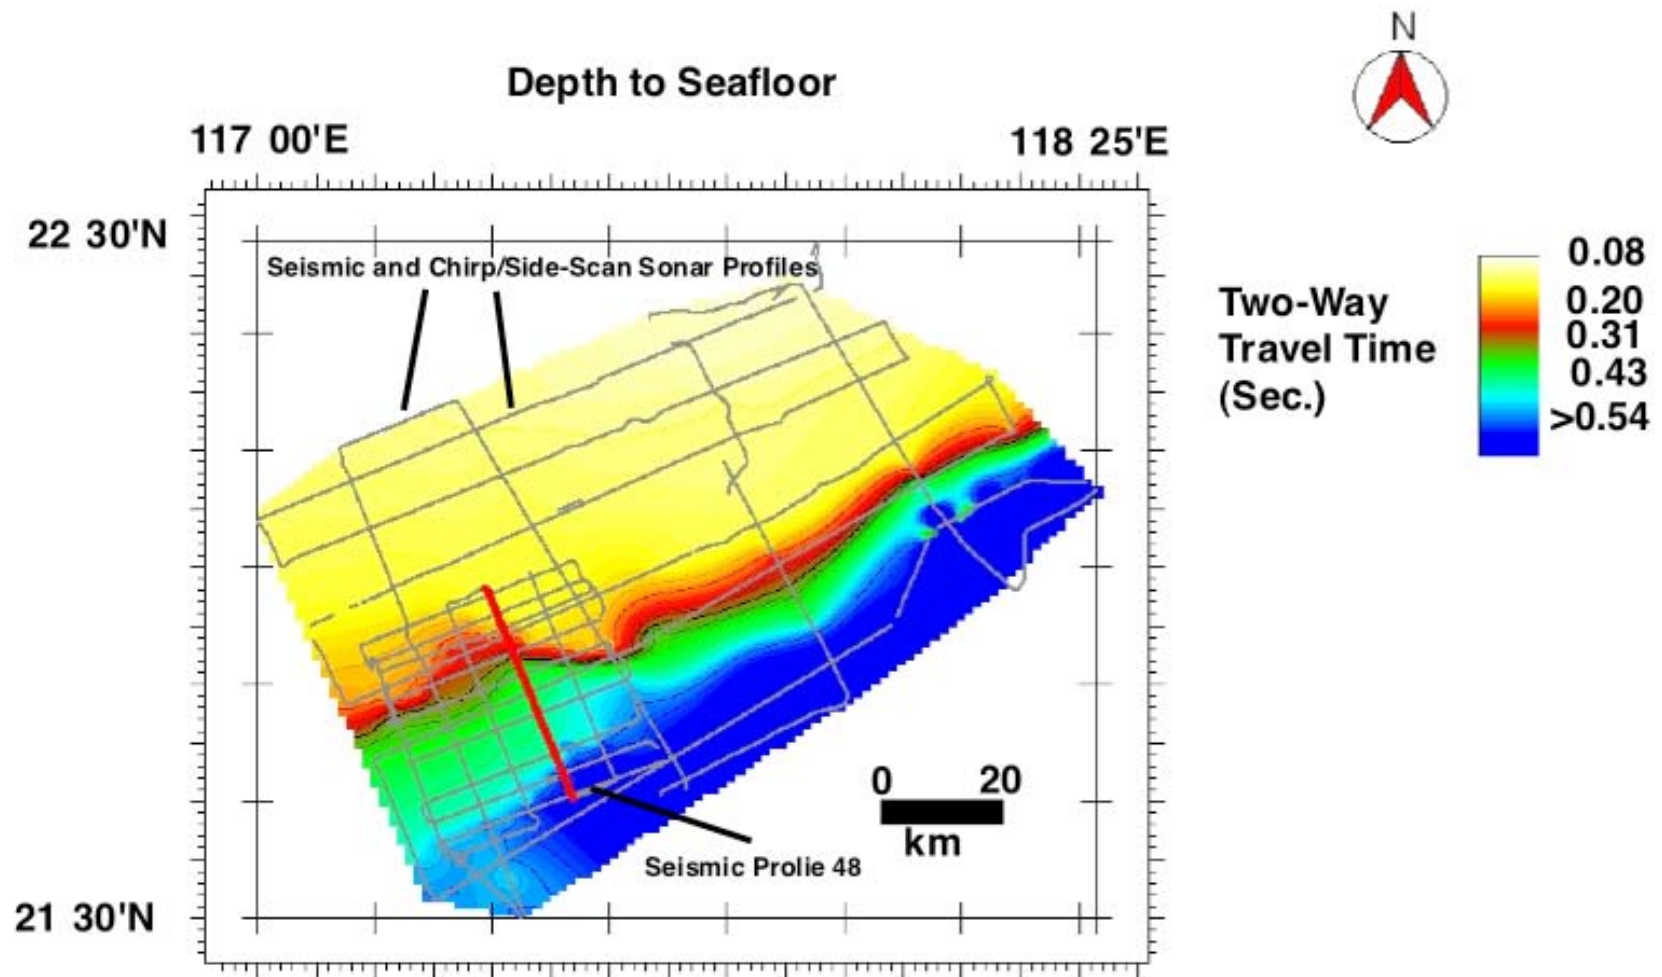 N
Depth to Seafloor
117 00'E
118 25'E
22 30'N
Seismic and Chirp/Side-Scan Sonar Profiles
Two-Way
Travel Time
(Sec.)
0.08
0.20
0.31
0.43
>0.54
0 20
km
Seismic Prolie 48
21 30'N